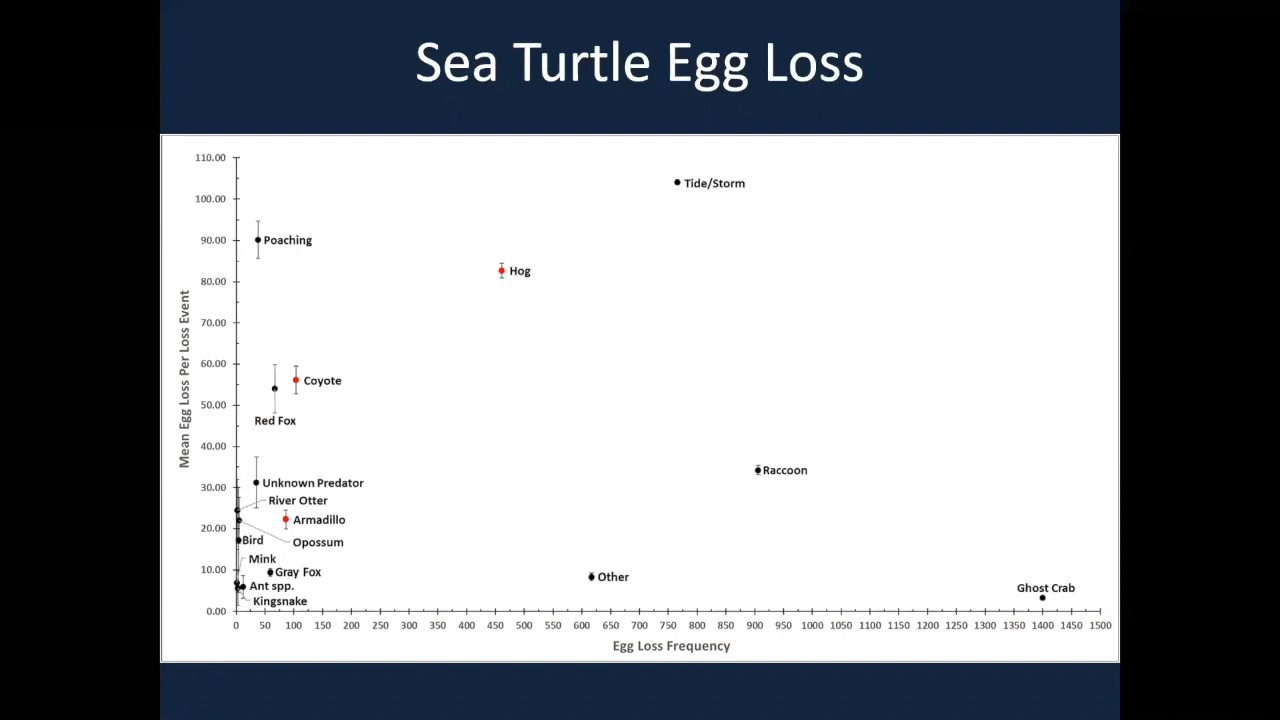 Sea Turtle Egg Loss
110.00
100.00
90.00
80.00
70.00
60.00
50.00
40.00
30.00
20.00
10.00
0.00
Mean Egg Loss Per Loss Event
Tide/Storm
Poaching
Hog
Coyote
Red Fox
Raccoon
Unknown Predator
River Otter
Armadillo
Bird
Opossum
Mink
Gray Fox
Other
Ant spp.
Ghost Crab
Kingsnake
0 50 100 150 200 250 300 350 400 450 500 550 600 650 700 750 800 850 900 950 1000 1050 1100 1150 1200 1250 1300 1350 1400 1450 1500
Egg Loss Frequency